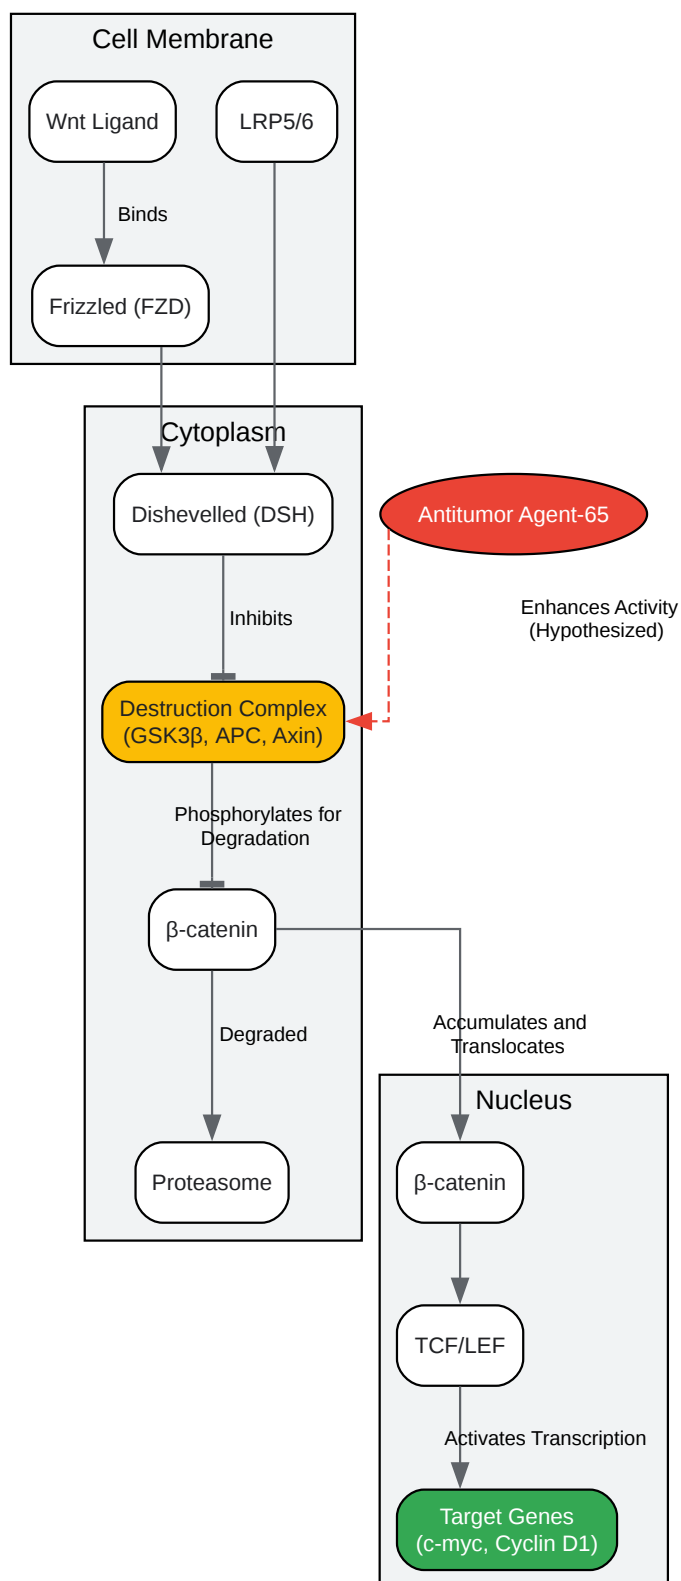 Cell Membrane
Wnt Ligand
LRP5/6
Binds
Frizzled (FZD)
Cytoplasm
Dishevelled (DSH)
Antitumor Agent-65
Inhibits
Enhances Activity
(Hypothesized)
Destruction Complex
(GSK3β, APC, Axin)
Phosphorylates for
Degradation
β-catenin
Degraded
Accumulates and
Translocates
Nucleus
Proteasome
β-catenin
TCF/LEF
Activates Transcription
Target Genes
(c-myc, Cyclin D1)